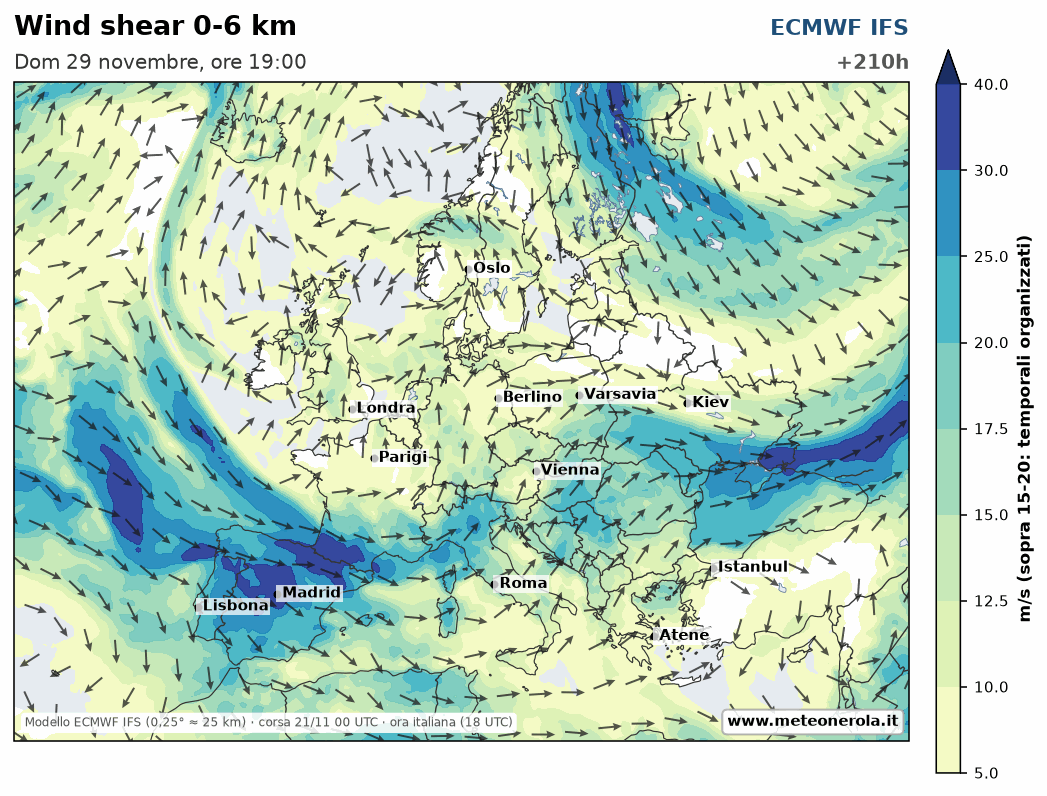 Wind shear 0-6 km
ECMWF IFS
Dom 29 novembre, ore 19:00
+210h
Oslo
Londra
Berlino
Varsavia
Kiev
Parigi
Vienna
Istanbul
Roma
Madrid
Lisbona
Atene
Modello ECMWF IFS (0,25° ≈ 25 km) · corsa 21/11 00 UTC · ora italiana (18 UTC)
www.meteonerola.it
40.0
30.0
25.0
20.0
17.5
15.0
12.5
10.0
5.0
m/s (sopra 15-20: temporali organizzati)